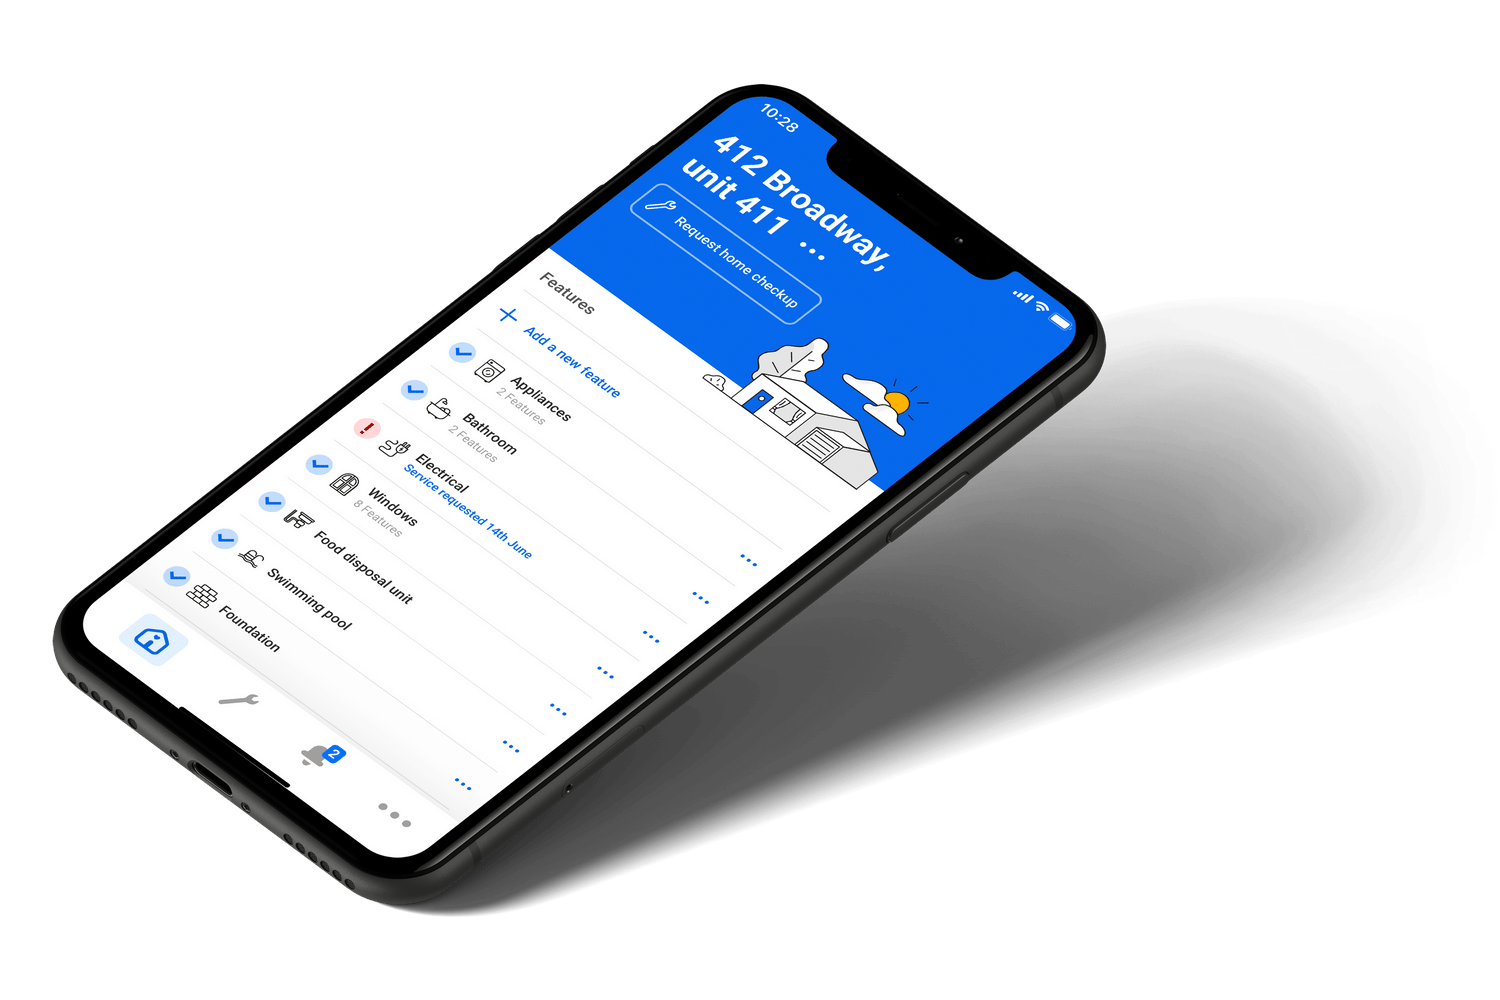 10:28
412 Broadway,
unit 411 ...
Request home checkup
Features
Add a new feature
Appliances
2 Features
Bathroom
2 Features
!
Electrical
Service requested 14th June
Windows
8 Features
Food disposal unit
Swimming pool
Foundation
2